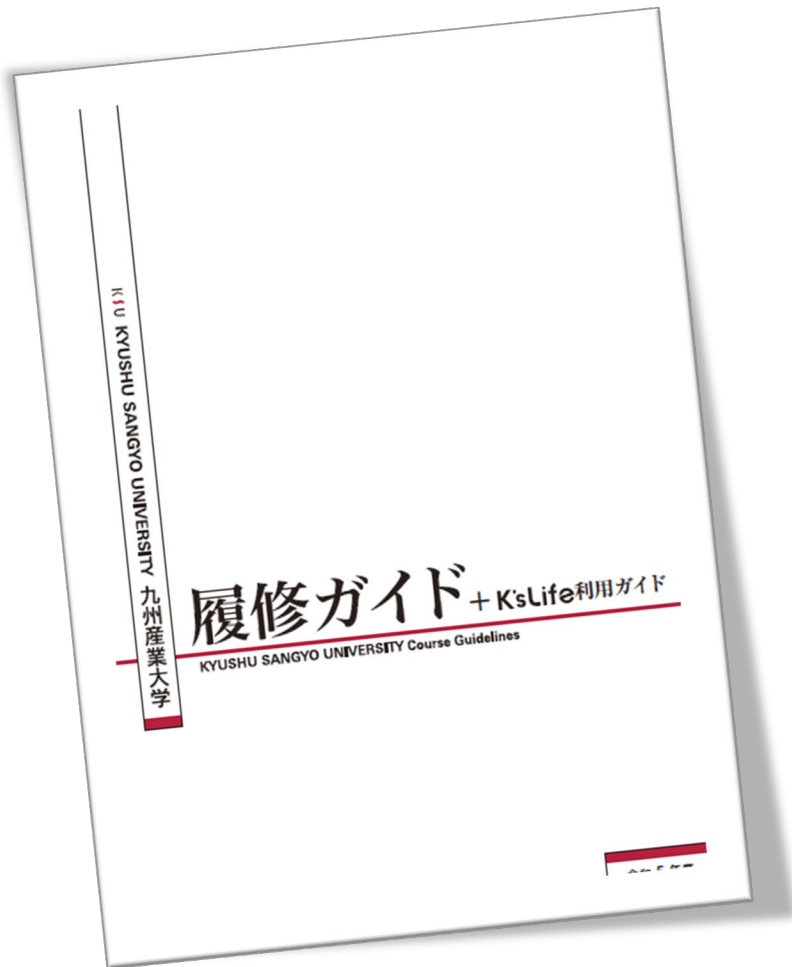 KSU KYUSHU SANGYO UNIVERSITY 九州産業大学
履修ガイド+K'sLife利用ガイド
KYUSHU SANGYO UNIVERSITY Course Guidelines